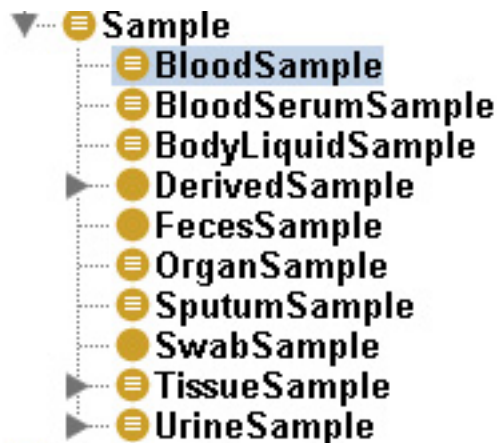 Sample
BloodSample
BloodSerumSample
BodyLiquidSample
DerivedSample
FecesSample
OrganSample
SputumSample
SwabSample
TissueSample
UrineSample